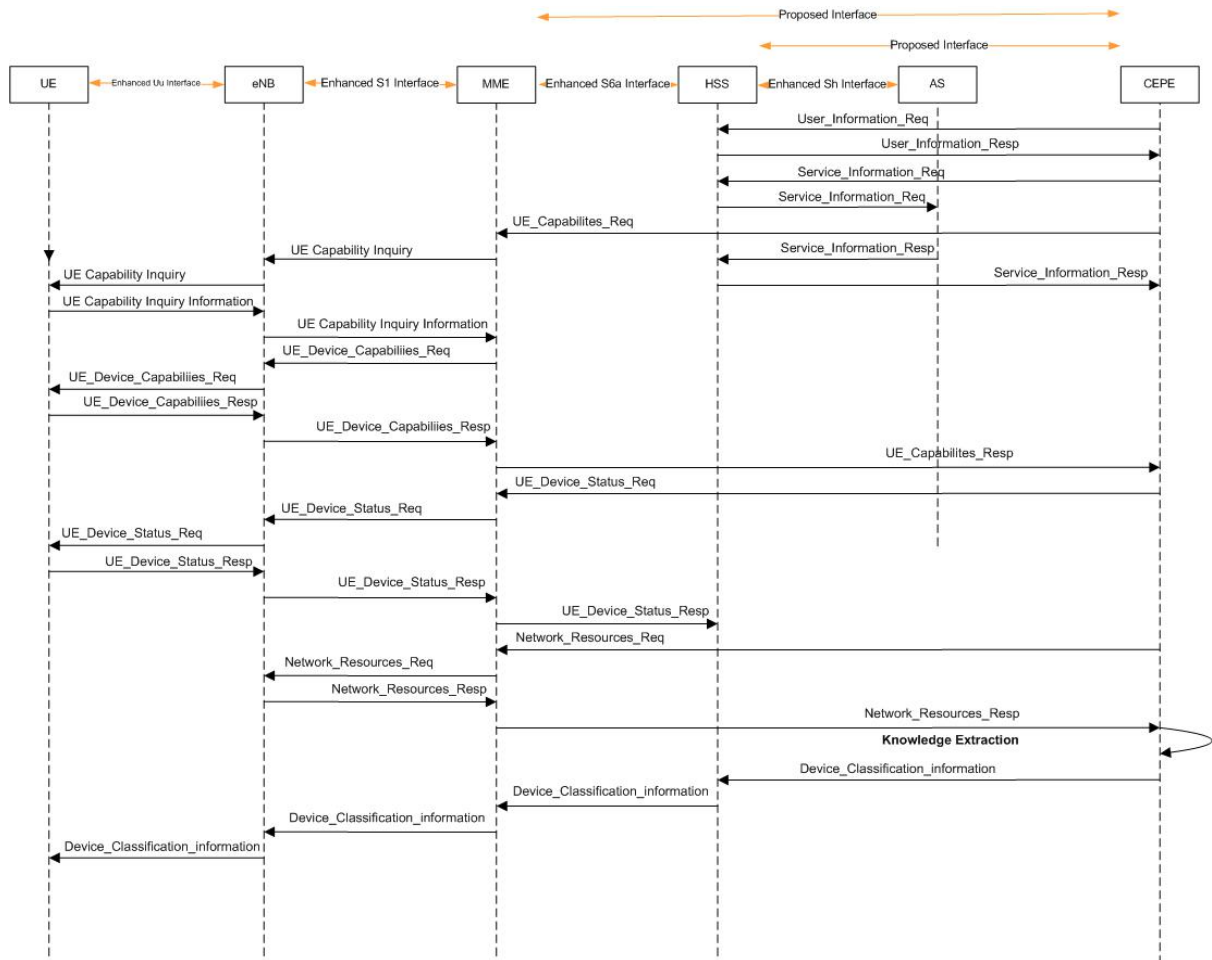 Proposed Interface
Proposed Interface
UE
Enhanced Uu Interface
eNB
Enhanced S1 Interface
MME
Enhanced S6a Interface
HSS
Enhanced Sh Interface
AS
CEPE
User_Information_Req
User_Information_Resp
Service_Information_Req
Service_Information_Req
UE_Capabilites_Req
UE Capability Inquiry
Service_Information_Resp
UE Capability Inquiry
Service_Information_Resp
UE Capability Inquiry Information
UE Capability Inquiry Information
UE_Device_Capabiliies_Req
UE_Device_Capabiliies_Req
UE_Device_Capabiliies_Resp
UE_Device_Capabiliies_Resp
UE_Capabilites_Resp
UE_Device_Status_Req
UE_Device_Status_Req
UE_Device_Status_Req
UE_Device_Status_Resp
UE_Device_Status_Resp
UE_Device_Status_Resp
Network_Resources_Req
Network_Resources_Req
Network_Resources_Resp
Network_Resources_Resp
Knowledge Extraction
Device_Classification_information
Device_Classification_information
Device_Classification_information
Device_Classification_information